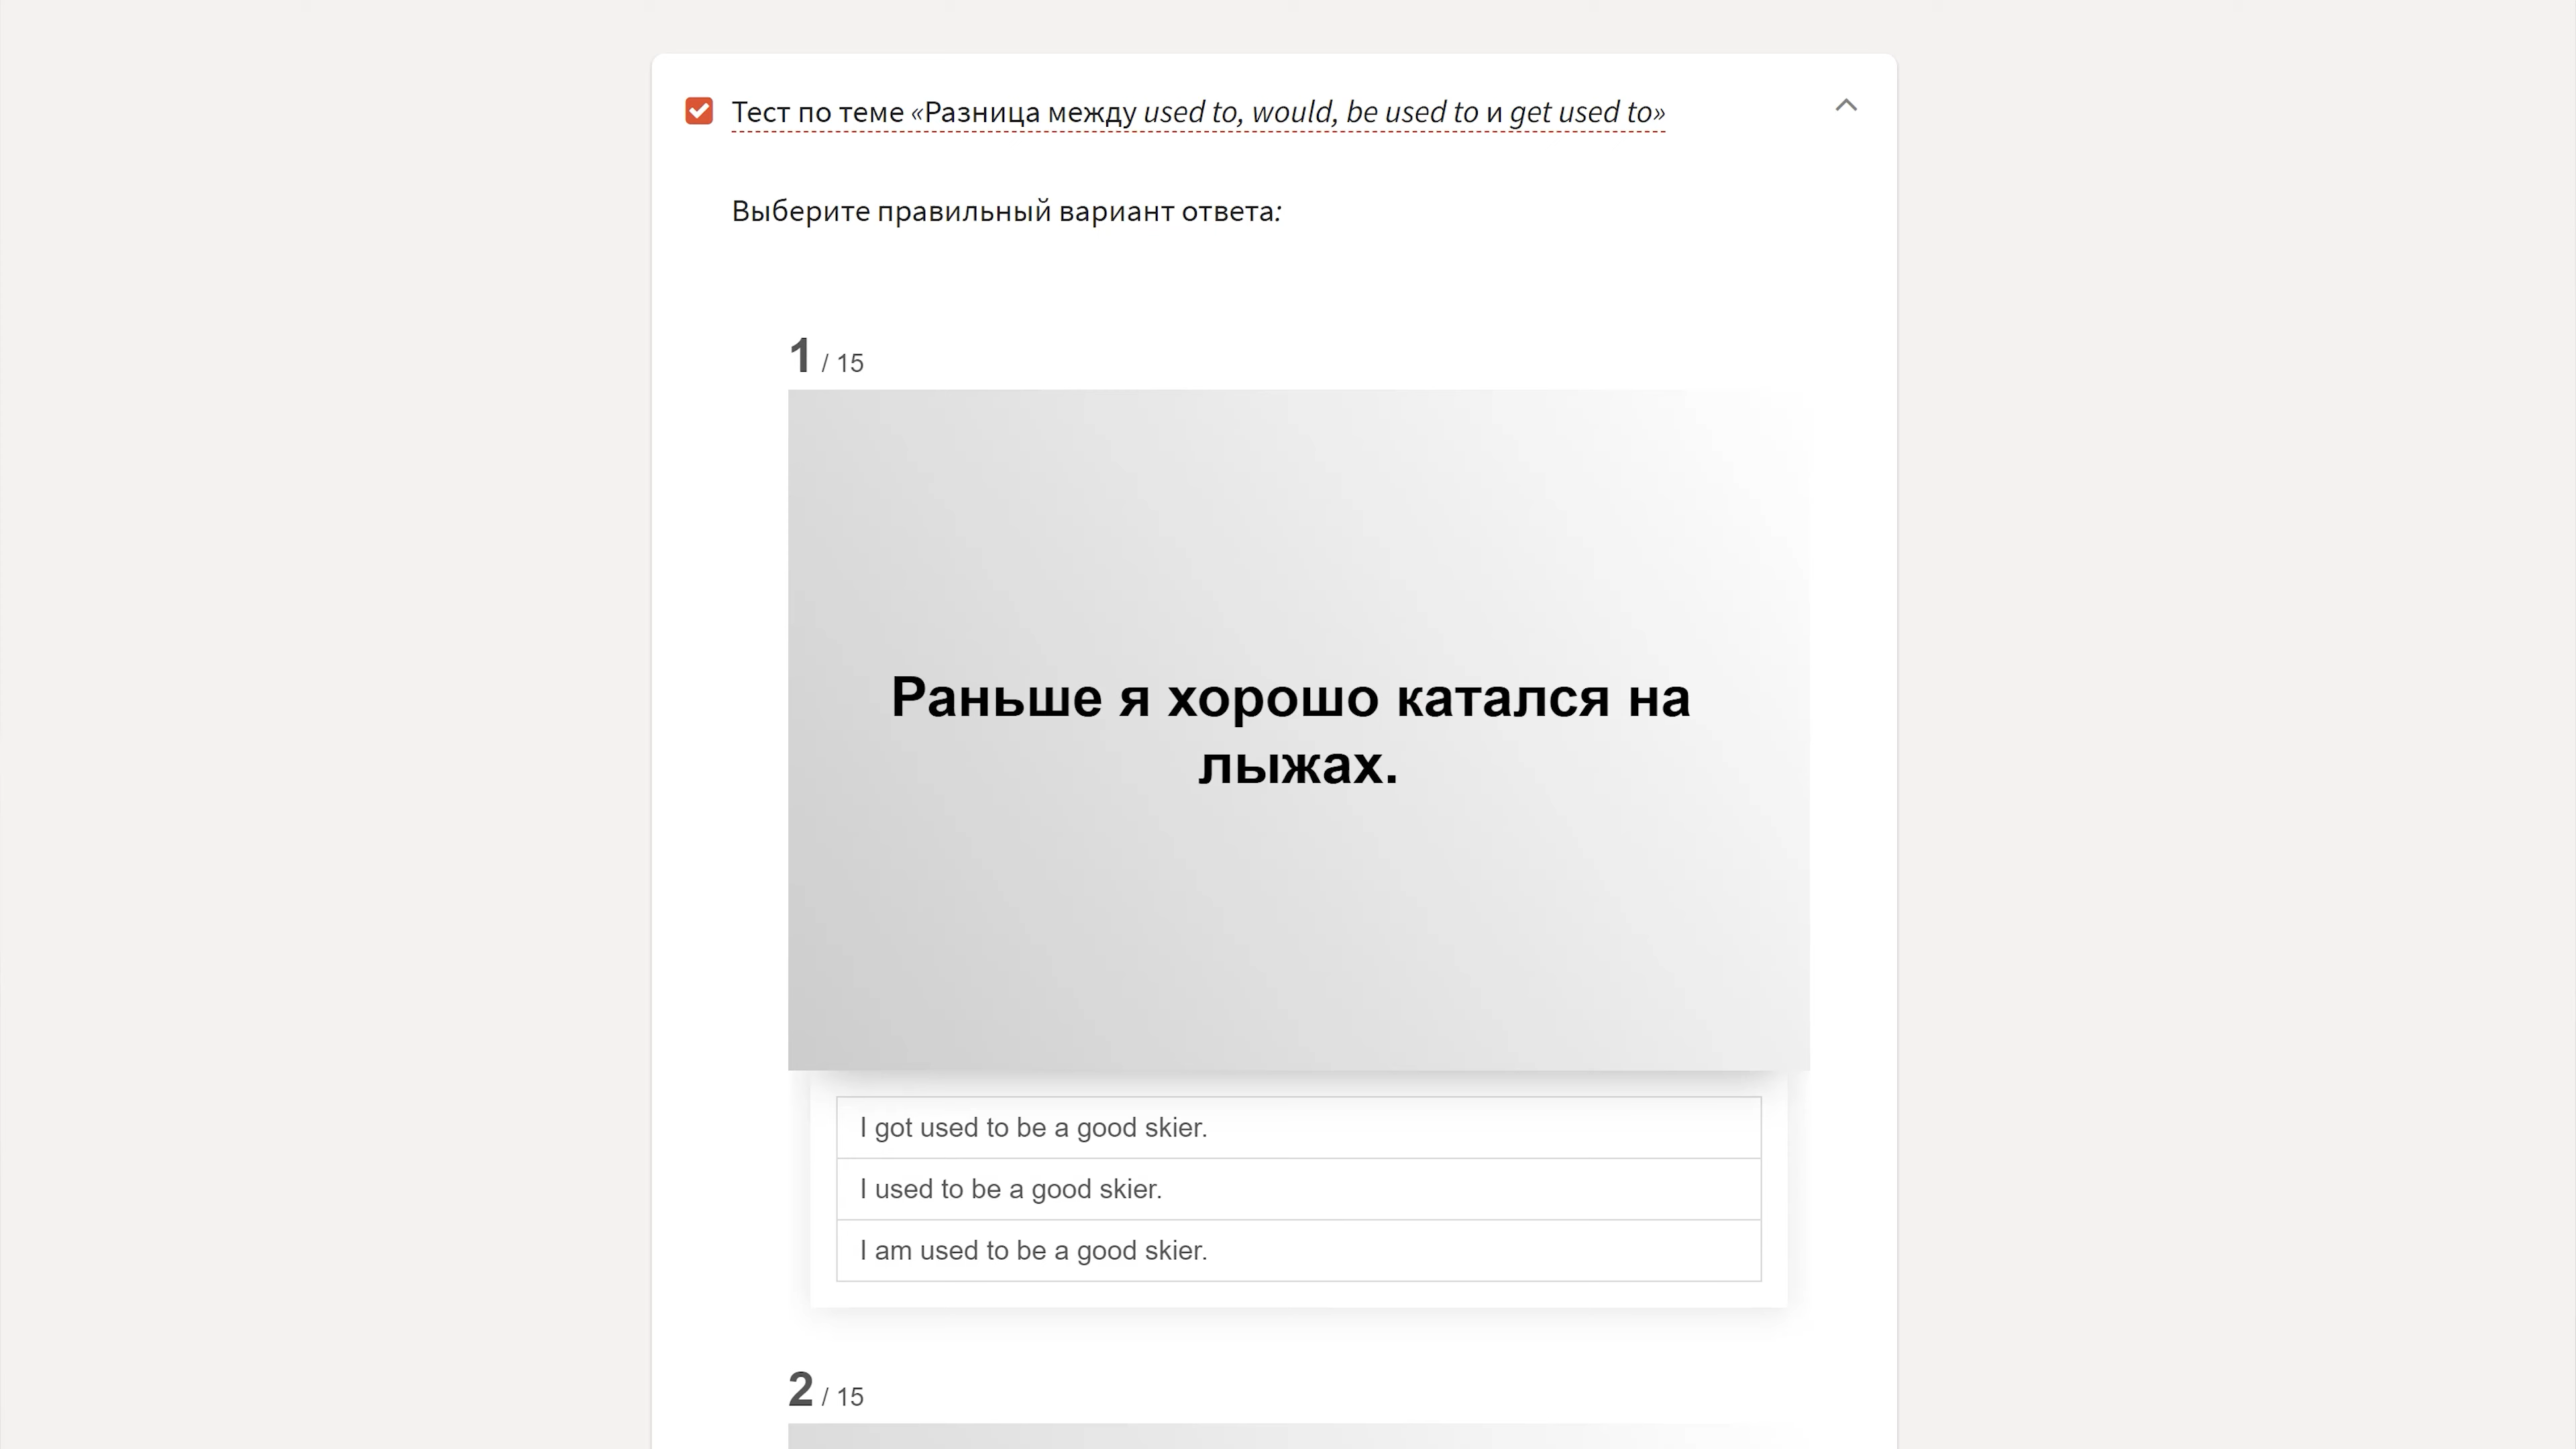 Тест по теме «Разница между used to, would, be used to и get used to»
Выберите правильный вариант ответа:
1 / 15
Раньше я хорошо катался на
лыжах.
I got used to be a good skier.
I used to be a good skier.
I am used to be a good skier.
2 / 15